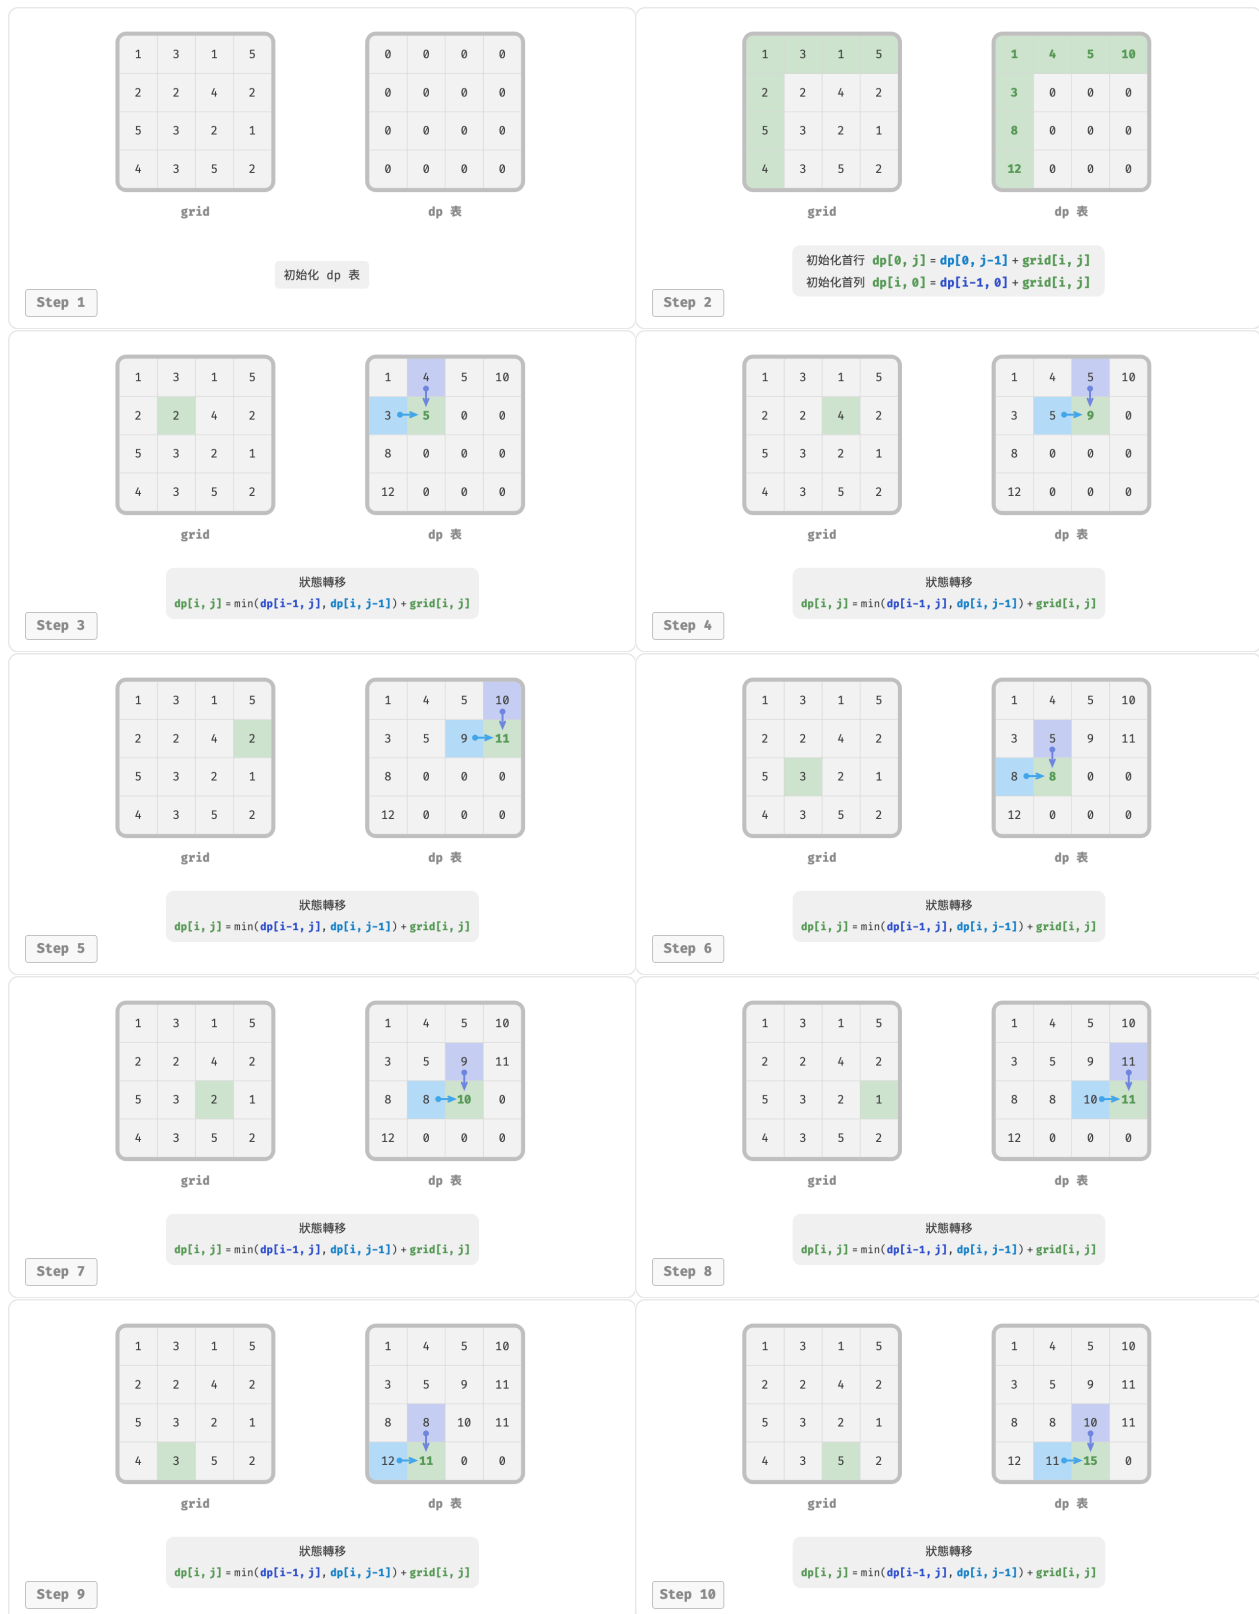 1 3 1 5 0 0 0 0
2 2 4 2 0 0 0 0
5 3 2 1 0 0 0 0
4 3 5 2 0 0 0 0
grid dp 表
初始化 dp 表
Step 1
1 3 1 5 1 4 5 10
2 2 4 2 3 0 0 0
5 3 2 1 8 0 0 0
4 3 5 2 12 0 0 0
grid dp 表
初始化首行 dp[0, j] = dp[0, j-1] + grid[i, j]
初始化首列 dp[i, 0] = dp[i-1, 0] + grid[i, j]
Step 2
1 3 1 5 1 4 5 10
2 2 4 2 3 5 0 0
5 3 2 1 8 0 0 0
4 3 5 2 12 0 0 0
grid dp 表
狀態轉移
dp[i, j] = min(dp[i-1, j], dp[i, j-1]) + grid[i, j]
Step 3
1 3 1 5 1 4 5 10
2 2 4 2 3 5 9 0
5 3 2 1 8 0 0 0
4 3 5 2 12 0 0 0
grid dp 表
狀態轉移
dp[i, j] = min(dp[i-1, j], dp[i, j-1]) + grid[i, j]
Step 4
1 3 1 5 1 4 5 10
2 2 4 2 3 5 9 11
5 3 2 1 8 0 0 0
4 3 5 2 12 0 0 0
grid dp 表
狀態轉移
dp[i, j] = min(dp[i-1, j], dp[i, j-1]) + grid[i, j]
Step 5
1 3 1 5 1 4 5 10
2 2 4 2 3 5 9 11
5 3 2 1 8 8 0 0
4 3 5 2 12 0 0 0
grid dp 表
狀態轉移
dp[i, j] = min(dp[i-1, j], dp[i, j-1]) + grid[i, j]
Step 6
1 3 1 5 1 4 5 10
2 2 4 2 3 5 9 11
5 3 2 1 8 8 10 0
4 3 5 2 12 0 0 0
grid dp 表
狀態轉移
dp[i, j] = min(dp[i-1, j], dp[i, j-1]) + grid[i, j]
Step 7
1 3 1 5 1 4 5 10
2 2 4 2 3 5 9 11
5 3 2 1 8 8 10 11
4 3 5 2 12 0 0 0
grid dp 表
狀態轉移
dp[i, j] = min(dp[i-1, j], dp[i, j-1]) + grid[i, j]
Step 8
1 3 1 5 1 4 5 10
2 2 4 2 3 5 9 11
5 3 2 1 8 8 10 11
4 3 5 2 12 11 0 0
grid dp 表
狀態轉移
dp[i, j] = min(dp[i-1, j], dp[i, j-1]) + grid[i, j]
Step 9
1 3 1 5 1 4 5 10
2 2 4 2 3 5 9 11
5 3 2 1 8 8 10 11
4 3 5 2 12 11 15 0
grid dp 表
狀態轉移
dp[i, j] = min(dp[i-1, j], dp[i, j-1]) + grid[i, j]
Step 10